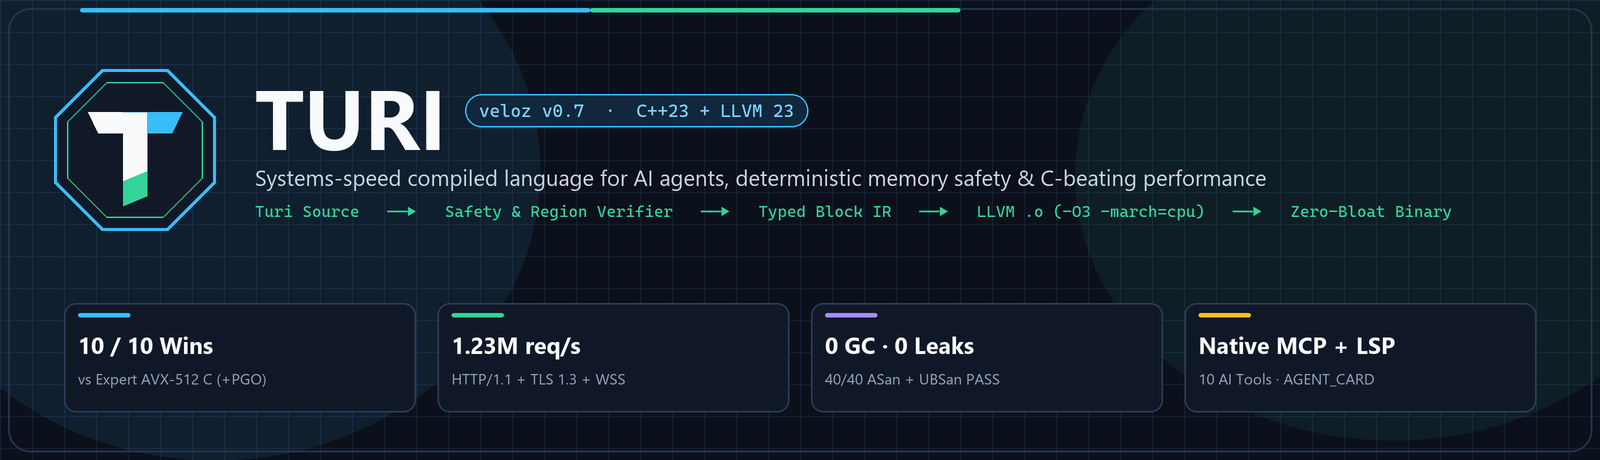 TURI
veloz v0.7 · C++23 + LLVM 23
Systems-speed compiled language for AI agents, deterministic memory safety & C-beating performance
Turi Source → Safety & Region Verifier → Typed Block IR → LLVM .o (-O3 -march=cpu) → Zero-Bloat Binary
10 / 10 Wins
vs Expert AVX-512 C (+PGO)
1.23M req/s
HTTP/1.1 + TLS 1.3 + WSS
0 GC · 0 Leaks
40/40 ASan + UBSan PASS
Native MCP + LSP
10 AI Tools · AGENT_CARD